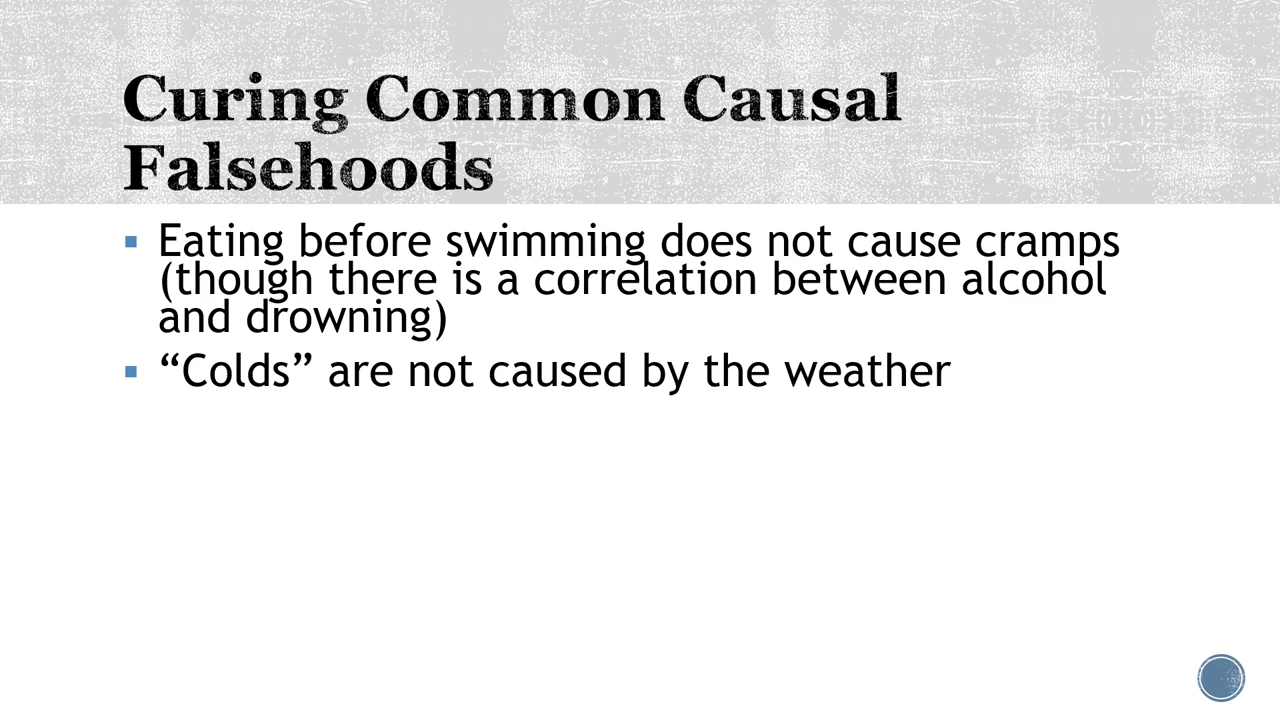 Curing Common Causal
Falsehoods
▪ Eating before swimming does not cause cramps
(though there is a correlation between alcohol
and drowning)
▪ “Colds” are not caused by the weather